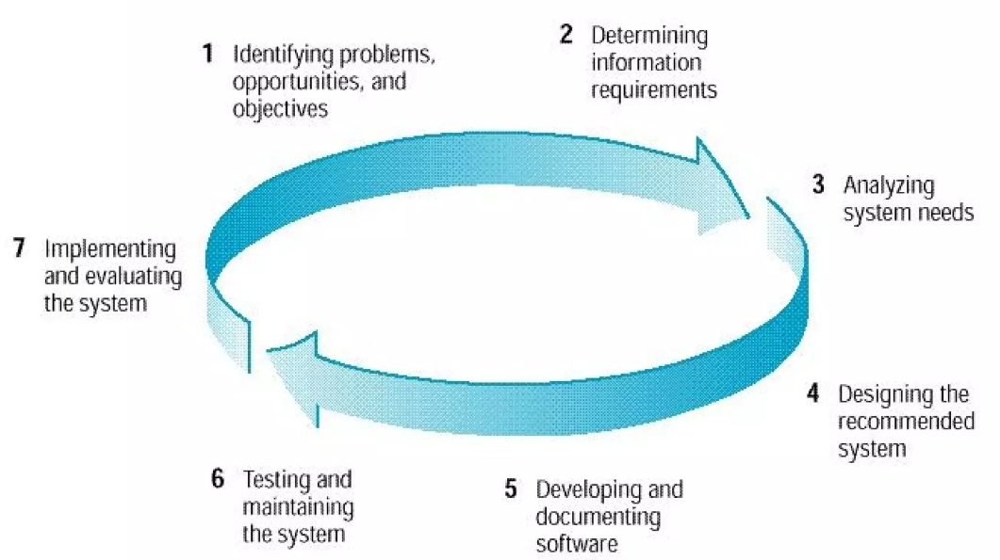 1 Identifying problems,
opportunities, and
objectives
2 Determining
information
requirements
3 Analyzing
system needs
4 Designing the
recommended
system
5 Developing and
documenting
software
6 Testing and
maintaining
the system
7 Implementing
and evaluating
the system